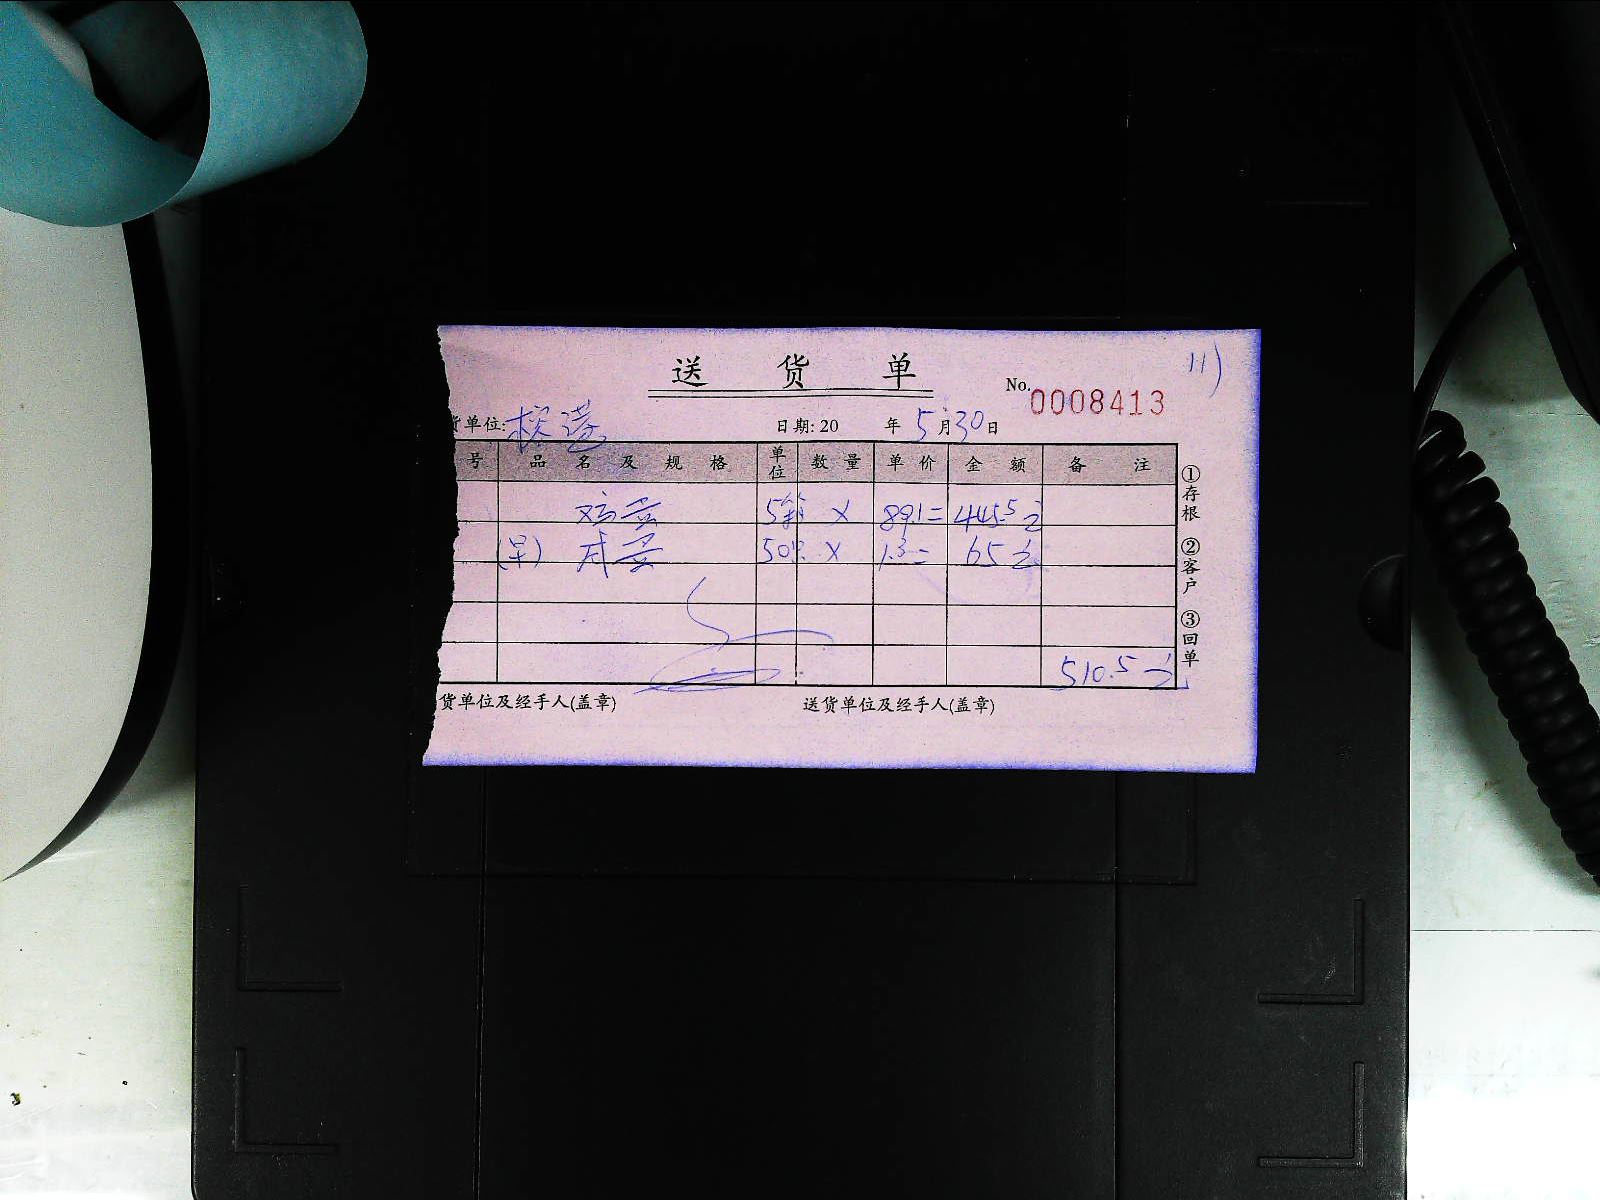 送 货 单
11)
No. 0008413
货单位: 日期: 20 年 5 月 30 日
号 品 名 及 规 格 单位 数 量 单 价 金 额 备 注
鸡蛋 5箱 X 89.1= 445.5元
(早) 咸蛋 50只 X 1.3= 65元
510.5元
货单位及经手人(盖章) 送货单位及经手人(盖章)
①存根 ②客户 ③回单